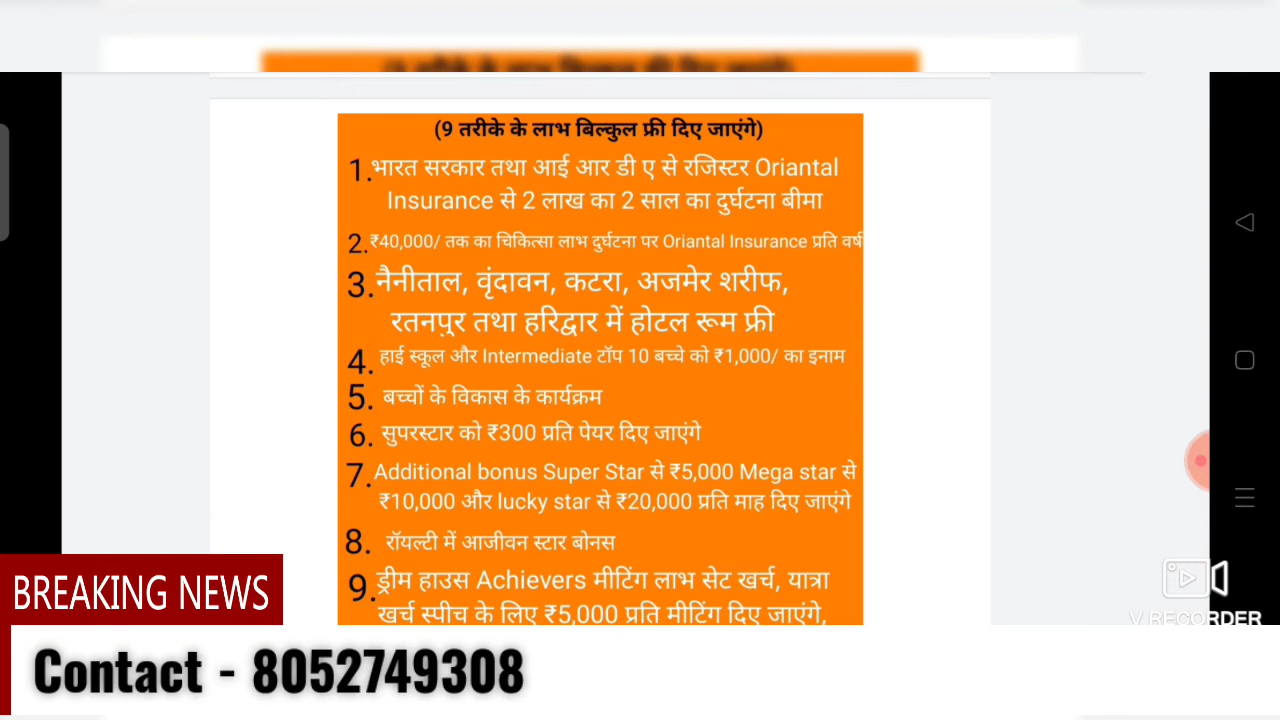 (9 तरीके के लाभ बिल्कुल फ्री दिए जाएंगे)
1.भारत सरकार तथा आई आर डी ए से रजिस्टर Oriantal
Insurance से 2 लाख का 2 साल का दुर्घटना बीमा
2.₹40,000/ तक का चिकित्सा लाभ दुर्घटना पर Oriantal Insurance प्रति वर्ष
3.नैनीताल, वृंदावन, कटरा, अजमेर शरीफ,
रतनपुर तथा हरिद्वार में होटल रूम फ्री
4. हाई स्कूल और Intermediate टॉप 10 बच्चे को ₹1,000/ का इनाम
5. बच्चों के विकास के कार्यक्रम
6. सुपरस्टार को ₹300 प्रति पेयर दिए जाएंगे
7.Additional bonus Super Star से ₹5,000 Mega star से
₹10,000 और lucky star से ₹20,000 प्रति माह दिए जाएंगे
8. रॉयल्टी में आजीवन स्टार बोनस
9.ड्रीम हाउस Achievers मीटिंग लाभ सेट खर्च, यात्रा
खर्च स्पीच के लिए ₹5,000 प्रति मीटिंग दिए जाएंगे,
V RECORDER
BREAKING NEWS
Contact - 8052749308